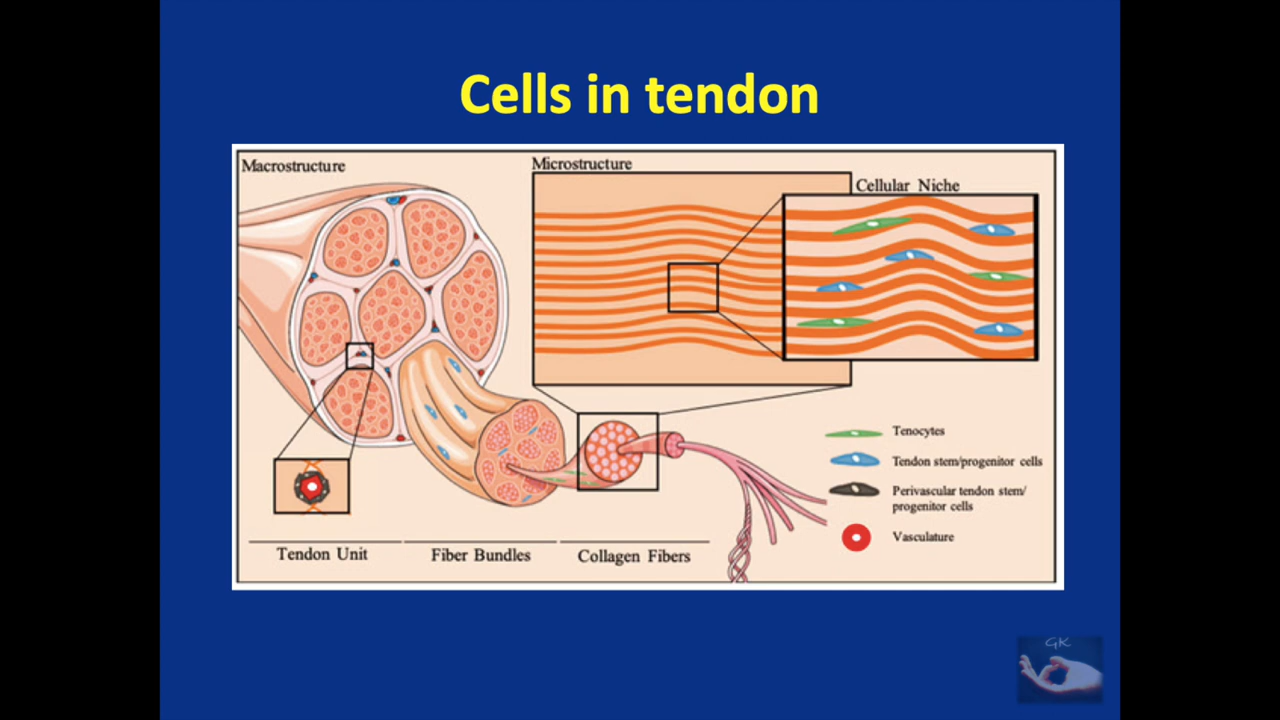 Cells in tendon
Macrostructure
Microstructure
Cellular Niche
Tenocytes
Tendon stem/progenitor cells
Perivascular tendon stem/
progenitor cells
Vasculature
Tendon Unit
Fiber Bundles
Collagen Fibers
GK